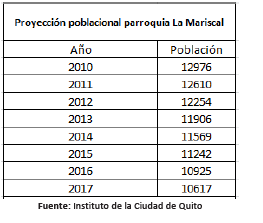 Proyección poblacional parroquia La Mariscal
Año Población
2010 12976
2011 12610
2012 12254
2013 11906
2014 11569
2015 11242
2016 10925
2017 10617
Fuente: Instituto de la Ciudad de Quito